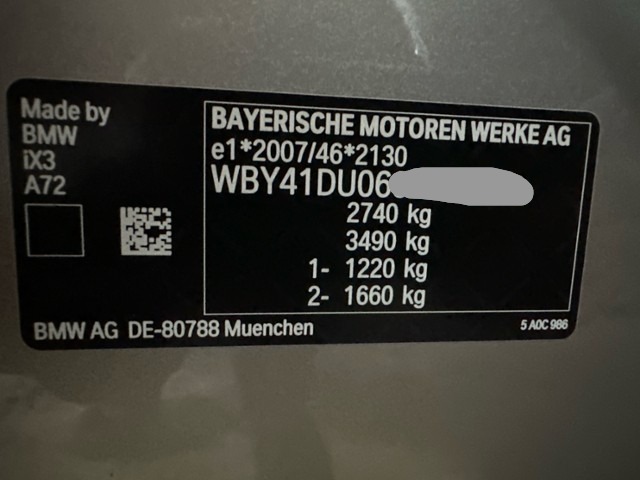 Made by
BMW
iX3
A72
BAYERISCHE MOTOREN WERKE AG
e1*2007/46*2130
WBY41DU06
2740 kg
3490 kg
1- 1220 kg
2- 1660 kg
BMW AG DE-80788 Muenchen
5 A0C 986